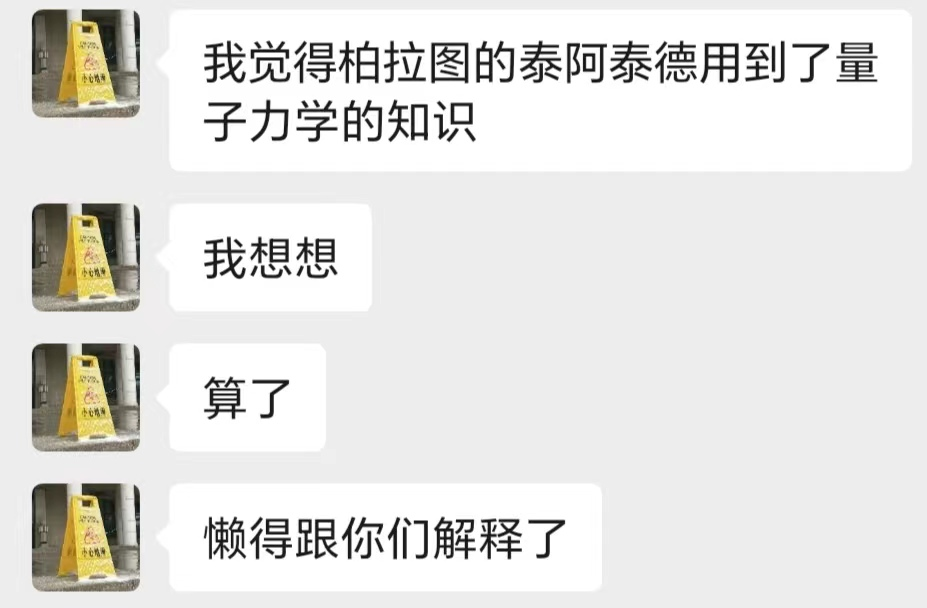 我觉得柏拉图的泰阿泰德用到了量
子力学的知识
我想想
算了
懒得跟你们解释了